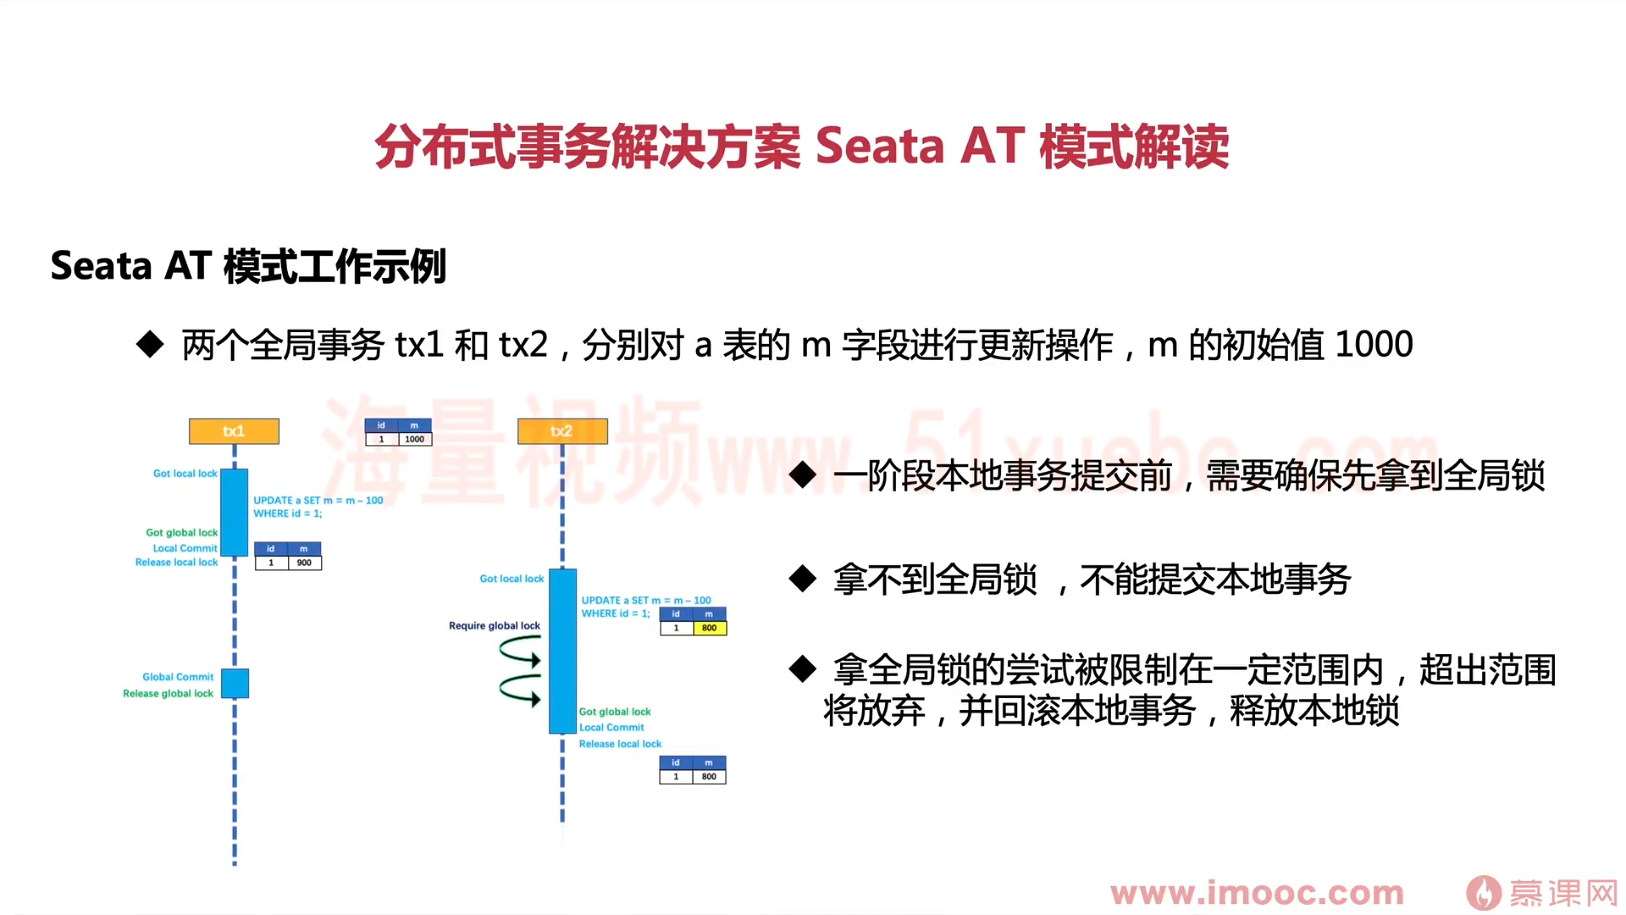 分布式事务解决方案 Seata AT 模式解读
Seata AT 模式工作示例
◆ 两个全局事务 tx1 和 tx2，分别对 a 表的 m 字段进行更新操作，m 的初始值 1000
海量视频www.51xuebc.com
tx1
id m
1 1000
tx2
Got local lock
UPDATE a SET m = m – 100
WHERE id = 1;
Got global lock
Local Commit
Release local lock
id m
1 900
Global Commit
Release global lock
Got local lock
UPDATE a SET m = m – 100
WHERE id = 1;
id m
1 800
Require global lock
Got global lock
Local Commit
Release local lock
id m
1 800
◆ 一阶段本地事务提交前，需要确保先拿到全局锁
◆ 拿不到全局锁 ，不能提交本地事务
◆ 拿全局锁的尝试被限制在一定范围内，超出范围
将放弃，并回滚本地事务，释放本地锁
www.imooc.com
慕课网